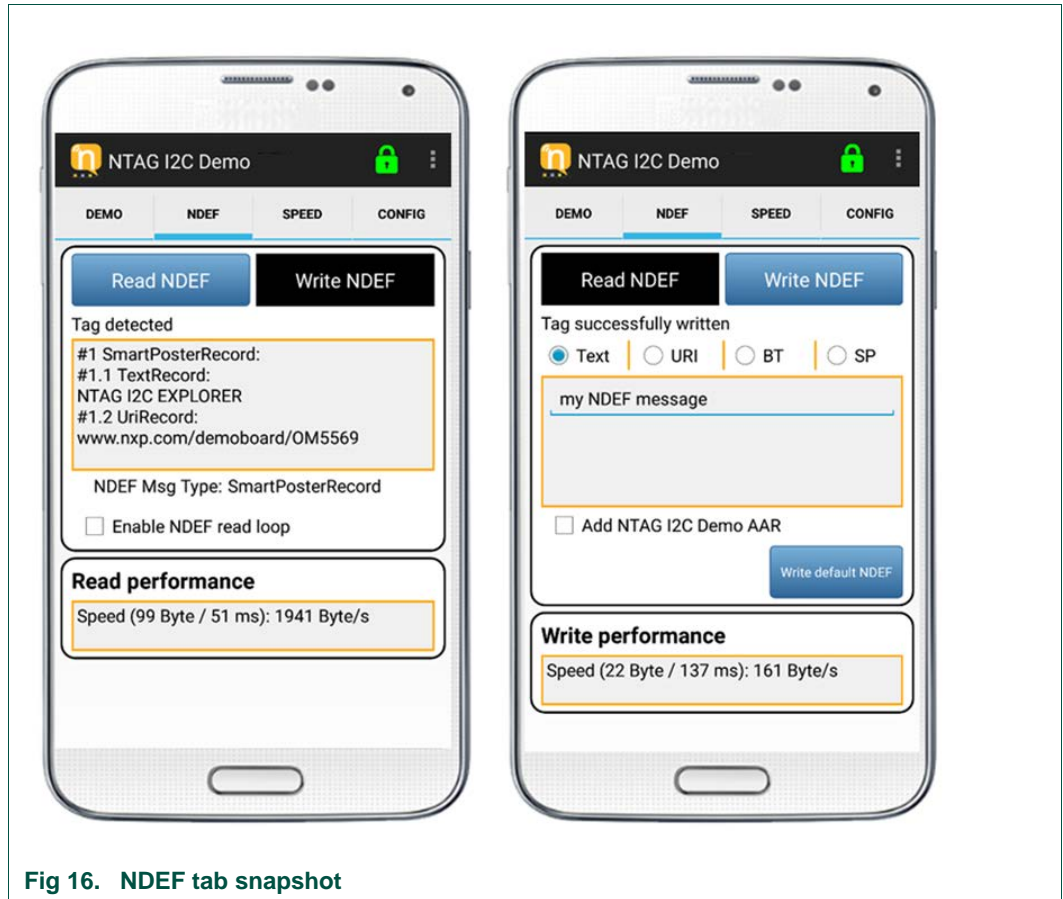 NTAG I2C Demo
DEMO NDEF SPEED CONFIG
Read NDEF Write NDEF
Tag detected
#1 SmartPosterRecord:
#1.1 TextRecord:
NTAG I2C EXPLORER
#1.2 UriRecord:
www.nxp.com/demoboard/OM5569
NDEF Msg Type: SmartPosterRecord
Enable NDEF read loop
Read performance
Speed (99 Byte / 51 ms): 1941 Byte/s
NTAG I2C Demo
DEMO NDEF SPEED CONFIG
Read NDEF Write NDEF
Tag successfully written
Text URI BT SP
my NDEF message
Add NTAG I2C Demo AAR
Write default NDEF
Write performance
Speed (22 Byte / 137 ms): 161 Byte/s
Fig 16. NDEF tab snapshot